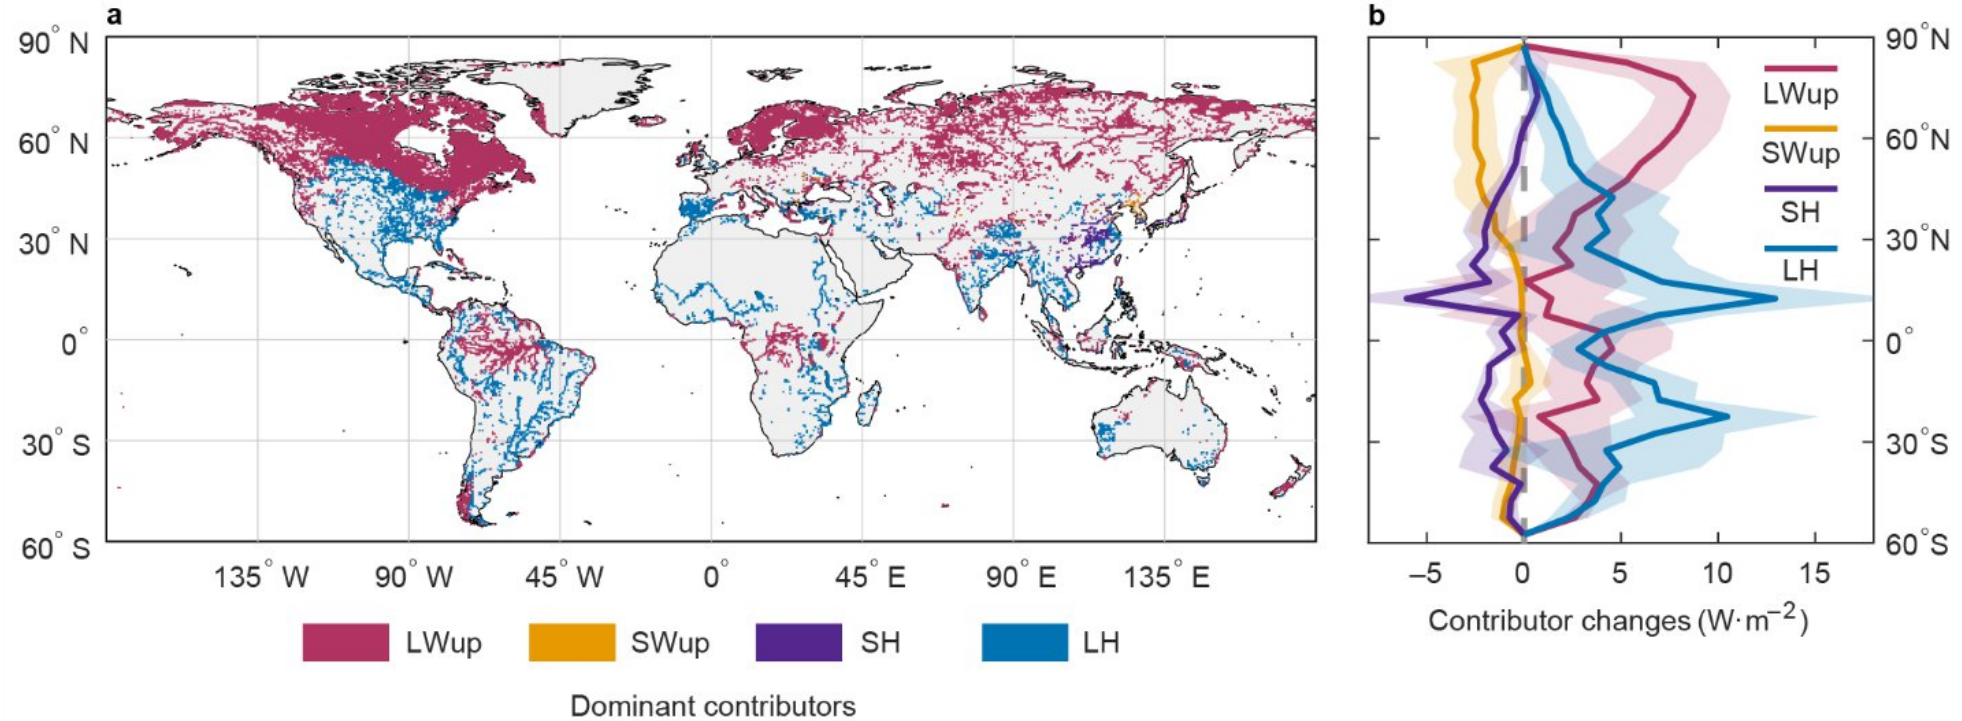 a
90° N
60° N
30° N
0°
30° S
60° S
135° W
90° W
45° W
0°
45° E
90° E
135° E
LWup
SWup
SH
LH
Dominant contributors
b
LWup
SWup
SH
LH
90°N
60°N
30°N
0°
30°S
60°S
–5
0
5
10
15
Contributor changes (W·m⁻²)